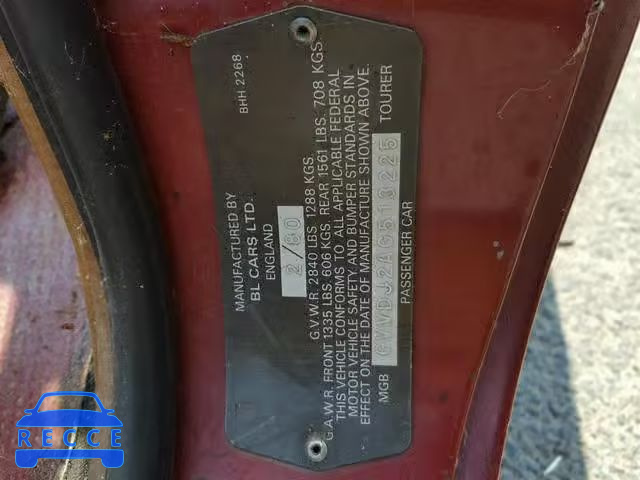 BHH 2268
MANUFACTURED BY
BL CARS LTD.
ENGLAND
2/80
G.V.W.R. 2840 LBS 1288 KGS.
G.A.W.R. FRONT 1335 LBS 606 KGS. REAR 1561 LBS. 708 KGS.
THIS VEHICLE CONFORMS TO ALL APPLICABLE FEDERAL
MOTOR VEHICLE SAFETY AND BUMPER STANDARDS IN
EFFECT ON THE DATE OF MANUFACTURE SHOWN ABOVE.
GVVDJ2AG513225
MGB PASSENGER CAR TOURER
RECCE